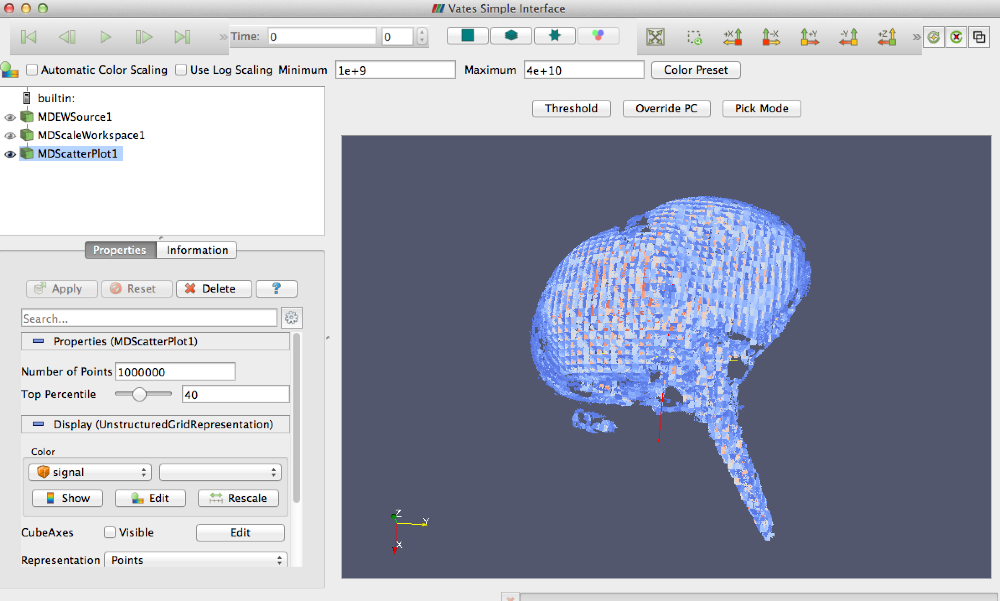 Vates Simple Interface
Time: 0 0
+X -X +Y -Y +Z
Automatic Color Scaling Use Log Scaling Minimum 1e+9 Maximum 4e+10 Color Preset
builtin:
MDEWSource1
MDScaleWorkspace1
MDScatterPlot1
Threshold Override PC Pick Mode
Properties Information
Apply Reset Delete ?
Search...
Properties (MDScatterPlot1)
Number of Points 1000000
Top Percentile 40
Display (UnstructuredGridRepresentation)
Color
signal
Show Edit Rescale
CubeAxes Visible Edit
Representation Points
Z
Y
X